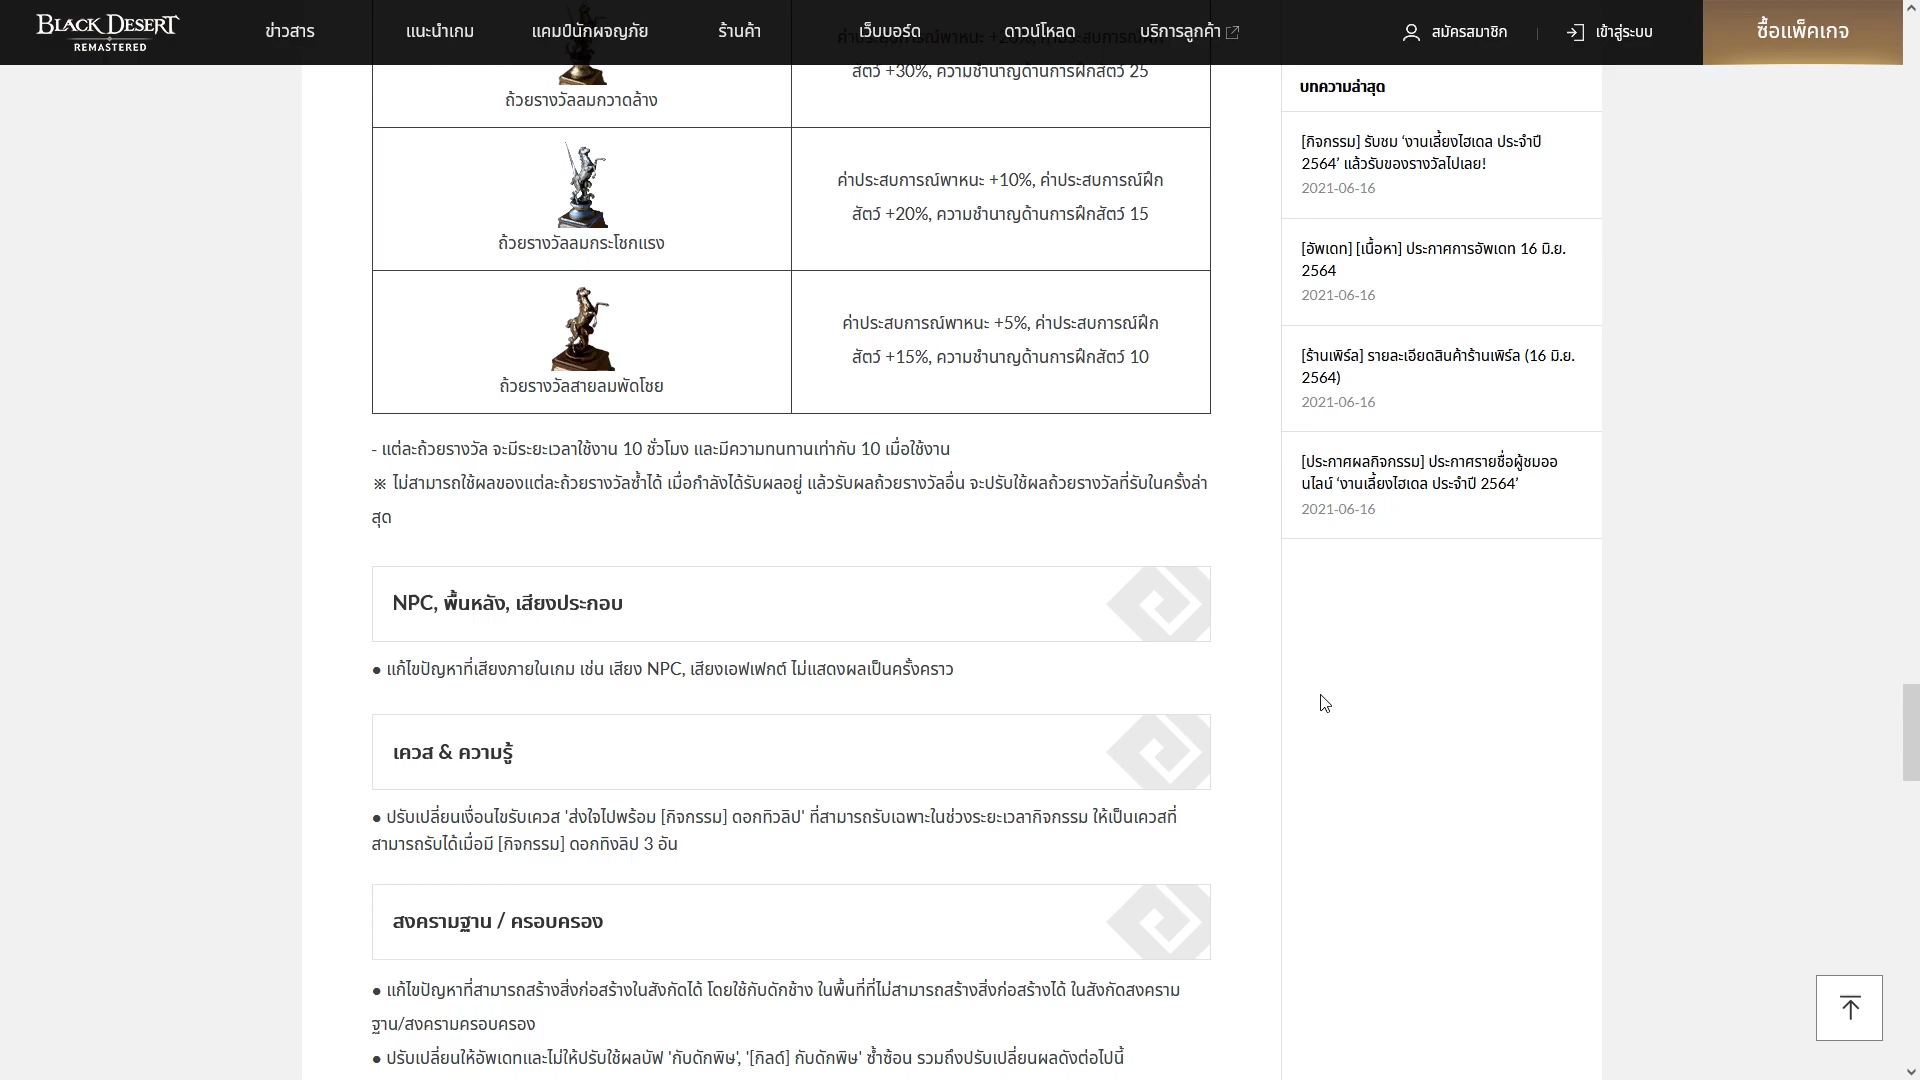 BLACK DESERT
REMASTERED
ข่าวสาร
แนะนำเกม
แคมป์นักผจญภัย
ร้านค้า
เว็บบอร์ด
ดาวน์โหลด
บริการลูกค้า
สมัครสมาชิก
เข้าสู่ระบบ
ซื้อแพ็คเกจ
ถ้วยรางวัลลมกวาดล้าง
สัตว์ +30%, ความชำนาญด้านการฝึกสัตว์ 25
ถ้วยรางวัลลมกระโชกแรง
ค่าประสบการณ์พาหนะ +10%, ค่าประสบการณ์ฝึก
สัตว์ +20%, ความชำนาญด้านการฝึกสัตว์ 15
ถ้วยรางวัลสายลมพัดโชย
ค่าประสบการณ์พาหนะ +5%, ค่าประสบการณ์ฝึก
สัตว์ +15%, ความชำนาญด้านการฝึกสัตว์ 10
- แต่ละถ้วยรางวัล จะมีระยะเวลาใช้งาน 10 ชั่วโมง และมีความทนทานเท่ากับ 10 เมื่อใช้งาน
※ ไม่สามารถใช้ผลของแต่ละถ้วยรางวัลซ้ำได้ เมื่อกำลังได้รับผลอยู่ แล้วรับผลถ้วยรางวัลอื่น จะปรับใช้ผลถ้วยรางวัลที่รับในครั้งล่า
สุด
NPC, พื้นหลัง, เสียงประกอบ
● แก้ไขปัญหาที่เสียงภายในเกม เช่น เสียง NPC, เสียงเอฟเฟกต์ ไม่แสดงผลเป็นครั้งคราว
เควส & ความรู้
● ปรับเปลี่ยนเงื่อนไขรับเควส 'ส่งใจไปพร้อม [กิจกรรม] ดอกทิวลิป' ที่สามารถรับเฉพาะในช่วงระยะเวลากิจกรรม ให้เป็นเควสที่
สามารถรับได้เมื่อมี [กิจกรรม] ดอกทิงลิป 3 อัน
สงครามฐาน / ครอบครอง
● แก้ไขปัญหาที่สามารถสร้างสิ่งก่อสร้างในสังกัดได้ โดยใช้กับดักช้าง ในพื้นที่ที่ไม่สามารถสร้างสิ่งก่อสร้างได้ ในสังกัดสงคราม
ฐาน/สงครามครอบครอง
● ปรับเปลี่ยนให้อัพเดทและไม่ให้ปรับใช้ผลบัฟ 'กับดักพิษ', '[กิลด์] กับดักพิษ' ซ้ำซ้อน รวมถึงปรับเปลี่ยนผลดังต่อไปนี้
บทความล่าสุด
[กิจกรรม] รับชม ‘งานเลี้ยงไฮเดล ประจำปี
2564’ แล้วรับของรางวัลไปเลย!
2021-06-16
[อัพเดท] [เนื้อหา] ประกาศการอัพเดท 16 มิ.ย.
2564
2021-06-16
[ร้านเพิร์ล] รายละเอียดสินค้าร้านเพิร์ล (16 มิ.ย.
2564)
2021-06-16
[ประกาศผลกิจกรรม] ประกาศรายชื่อผู้ชมออ
นไลน์ ‘งานเลี้ยงไฮเดล ประจำปี 2564’
2021-06-16